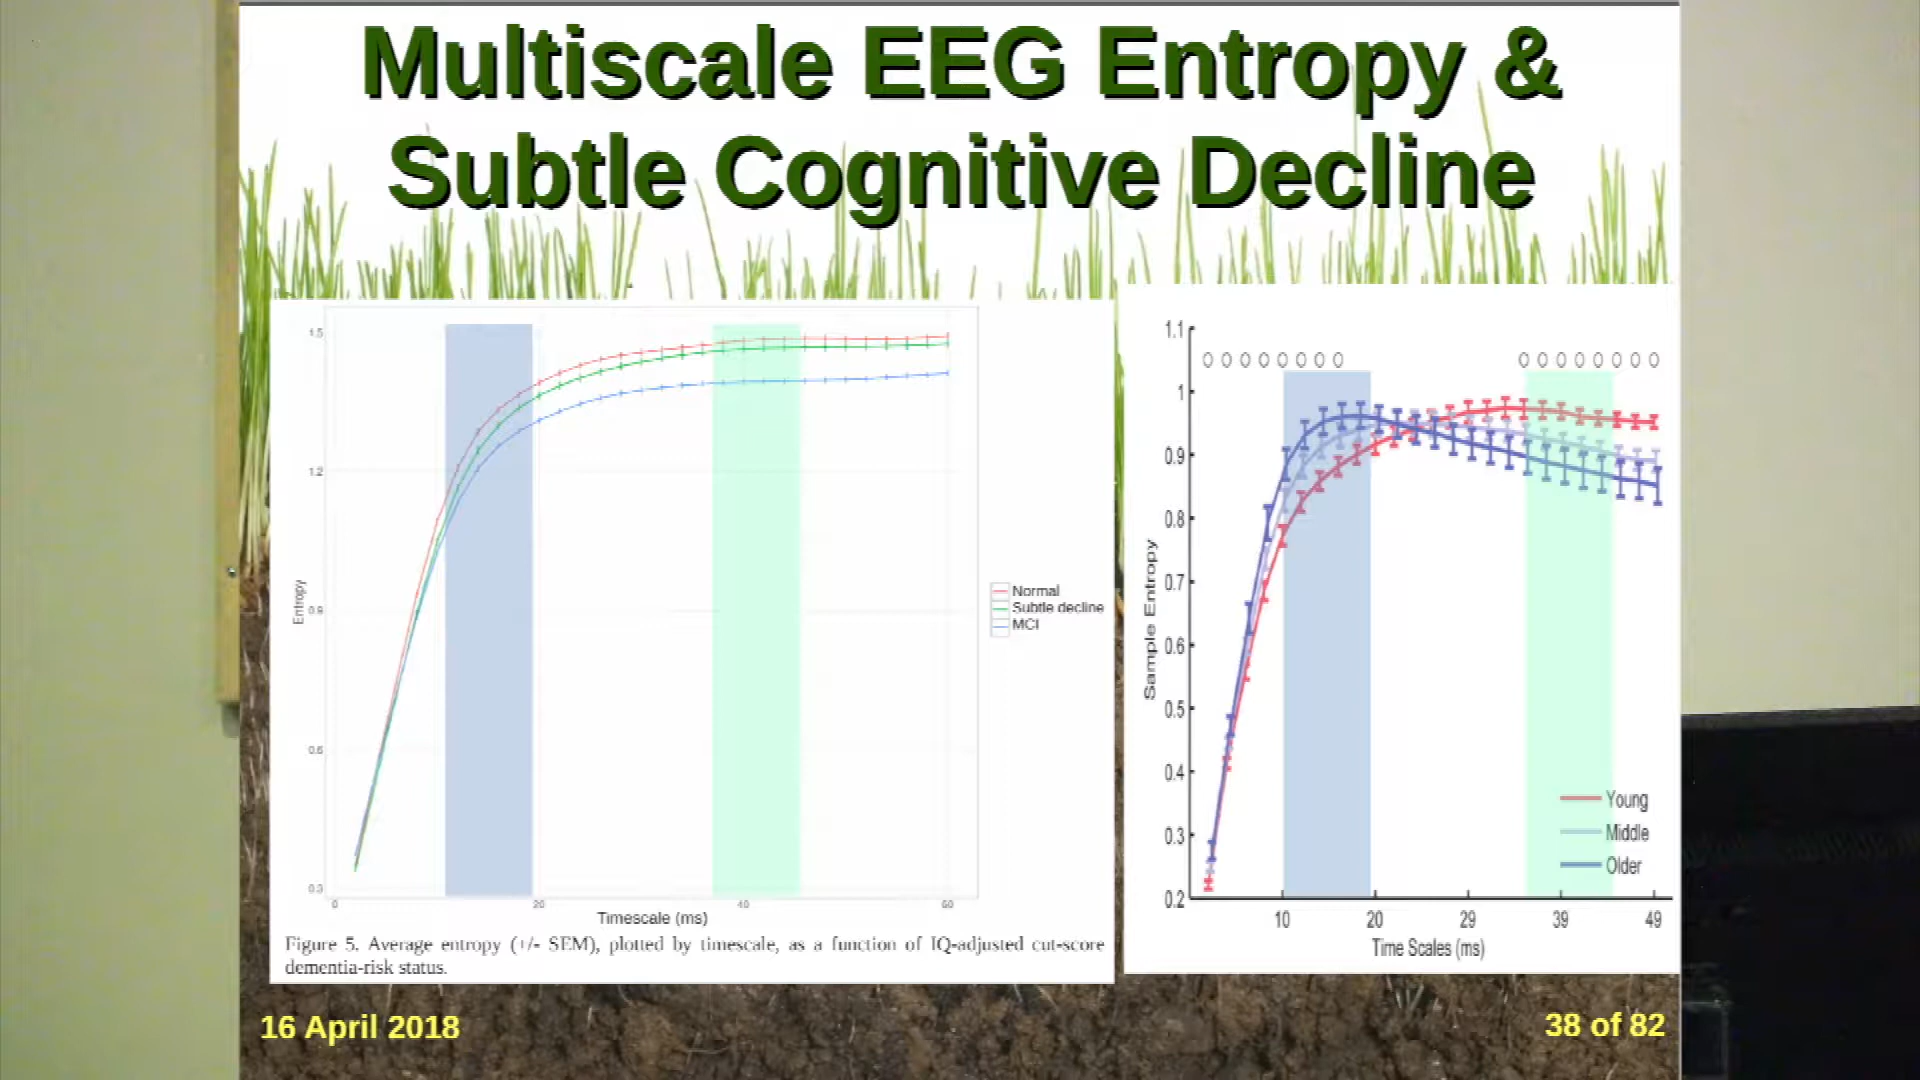 Multiscale EEG Entropy &
Subtle Cognitive Decline
1.5
1.2
0.9
0.6
0.3
Entropy
0
20
40
60
Timescale (ms)
Normal
Subtle decline
MCI
Figure 5. Average entropy (+/- SEM), plotted by timescale, as a function of IQ-adjusted cut-score
dementia-risk status.
1.1
1
0.9
0.8
0.7
0.6
0.5
0.4
0.3
0.2
Sample Entropy
O O O O O O O O
O O O O O O O O
Young
Middle
Older
10
20
29
39
49
Time Scales (ms)
16 April 2018
38 of 82